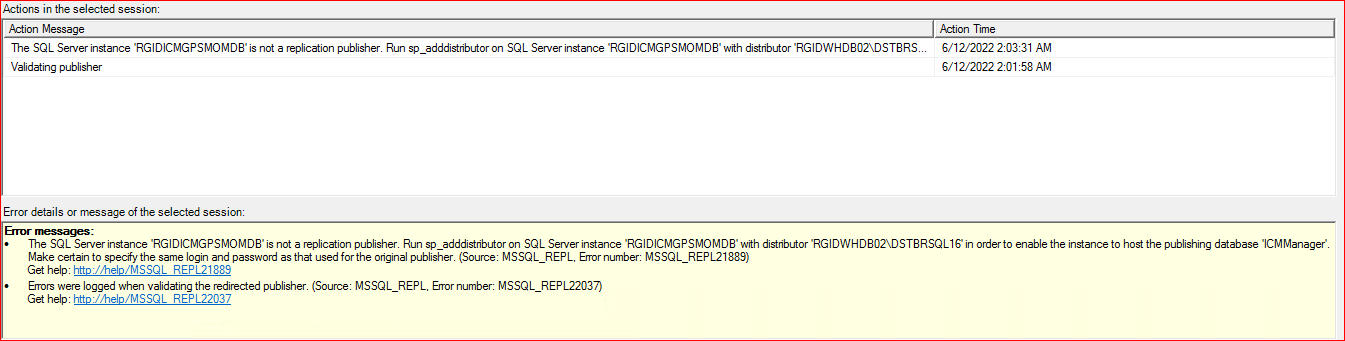 Actions in the selected session:
Action Message Action Time
The SQL Server instance 'RGIDICMGPSMOMDB' is not a replication publisher. Run sp_adddistributor on SQL Server instance 'RGIDICMGPSMOMDB' with distributor 'RGIDWHDB02\DSTBRS... 6/12/2022 2:03:31 AM
Validating publisher 6/12/2022 2:01:58 AM
Error details or message of the selected session:
Error messages:
• The SQL Server instance 'RGIDICMGPSMOMDB' is not a replication publisher. Run sp_adddistributor on SQL Server instance 'RGIDICMGPSMOMDB' with distributor 'RGIDWHDB02\DSTBRSQL16' in order to enable the instance to host the publishing database 'ICMManager'.
Make certain to specify the same login and password as that used for the original publisher. (Source: MSSQL_REPL, Error number: MSSQL_REPL21889)
Get help: http://help/MSSQL_REPL21889
• Errors were logged when validating the redirected publisher. (Source: MSSQL_REPL, Error number: MSSQL_REPL22037)
Get help: http://help/MSSQL_REPL22037